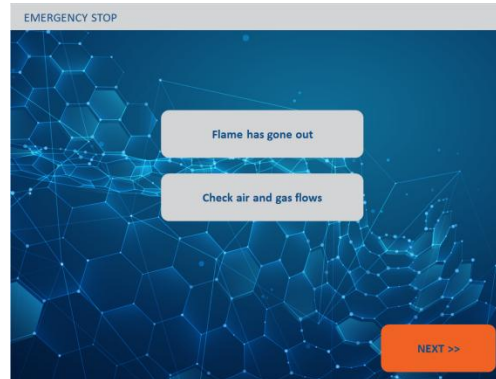 EMERGENCY STOP
Flame has gone out
Check air and gas flows
NEXT >>